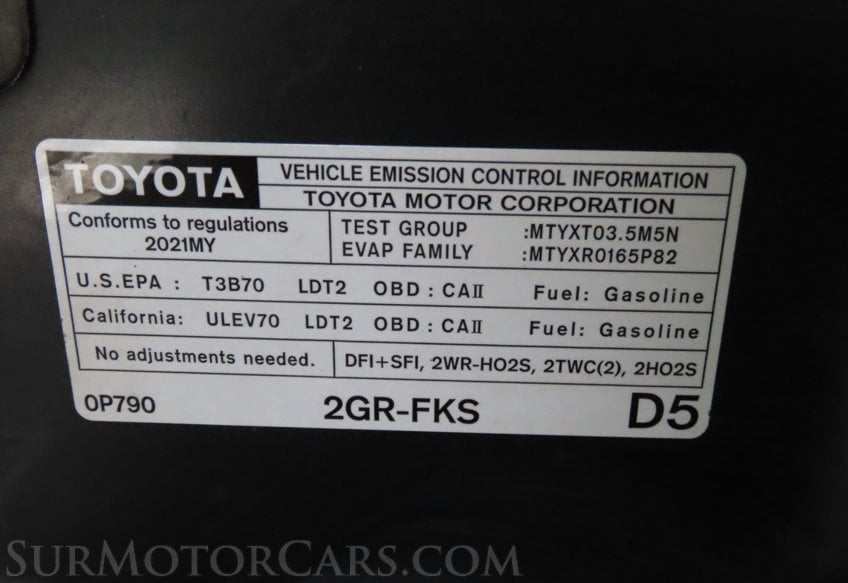 TOYOTA
VEHICLE EMISSION CONTROL INFORMATION
TOYOTA MOTOR CORPORATION
Conforms to regulations
2021MY
TEST GROUP :MTYXT03.5M5N
EVAP FAMILY :MTYXR0165P82
U.S.EPA : T3B70 LDT2 OBD : CAII Fuel: Gasoline
California: ULEV70 LDT2 OBD : CAII Fuel: Gasoline
No adjustments needed. DFI+SFI, 2WR-HO2S, 2TWC(2), 2HO2S
0P790 2GR-FKS D5
SurMotorCars.com